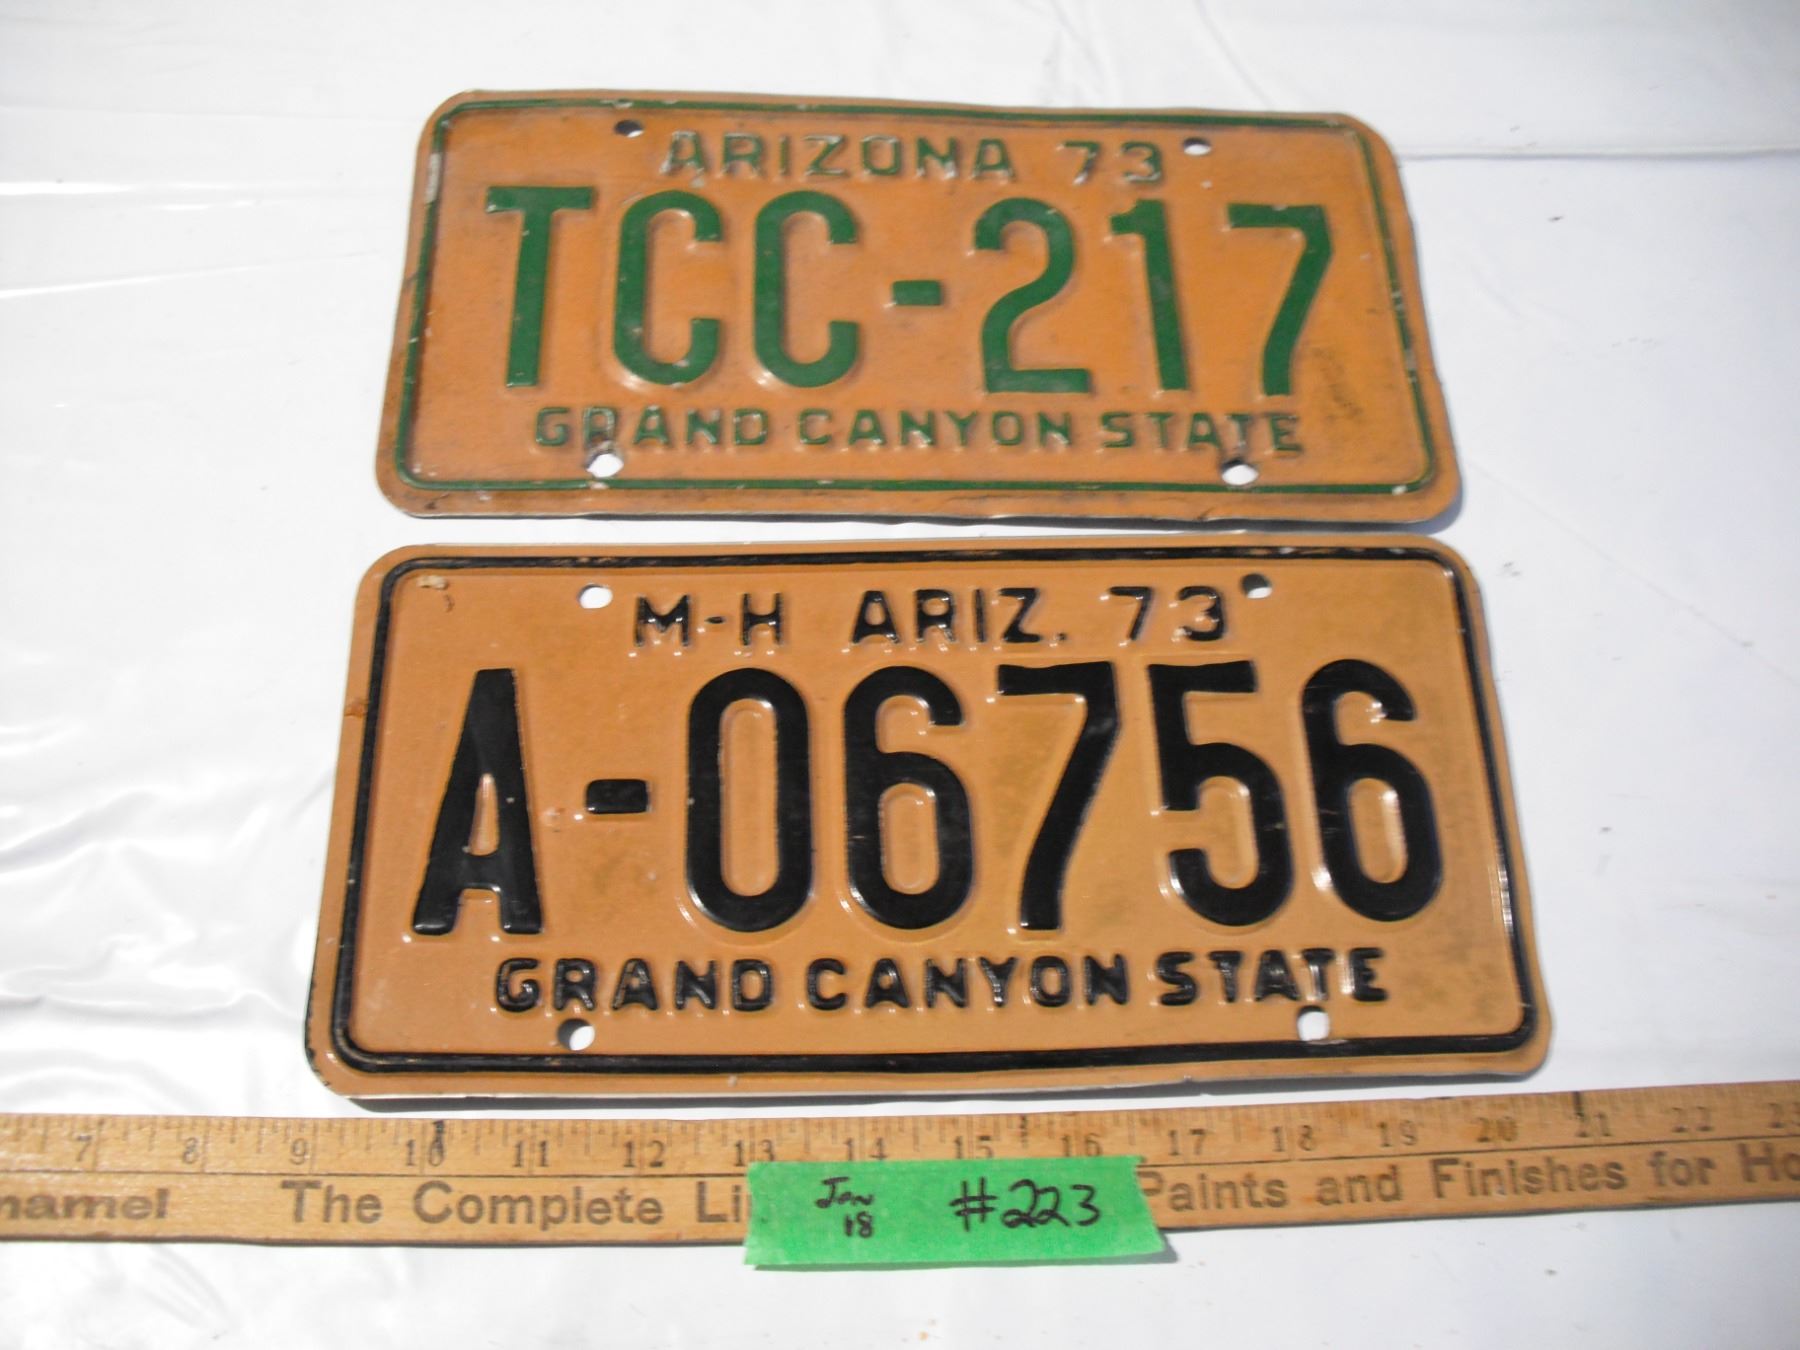 ARIZONA 73
TCC-217
GRAND CANYON STATE
M-H ARIZ. 73
A-06756
GRAND CANYON STATE
7 8 9 10 11 12 13 14 15 16 17 18 19 20 21 22 23
The Complete Li Paints and Finishes for Ho
Jan 18 #223